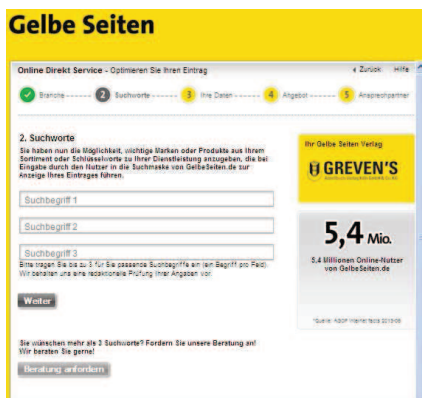 Gelbe Seiten
Online Direkt Service - Optimieren Sie Ihren Eintrag
Zurück Hilfe
Branche 2 Suchworte 3 Ihre Daten 4 Angebot 5 Ansprechpartner
2. Suchworte
Sie haben nun die Möglichkeit, wichtige Marken oder Produkte aus Ihrem
Sortiment oder Schlüsselworte zu Ihrer Dienstleistung anzugeben, die bei
Eingabe durch den Nutzer in die Suchmaske von GelbeSeiten.de zur
Anzeige Ihres Eintrages führen.
Suchbegriff 1
Suchbegriff 2
Suchbegriff 3
Bitte tragen Sie bis zu 3 für Sie passende Suchbegriffe ein (ein Begriff pro Feld).
Wir behalten uns eine redaktionelle Prüfung Ihrer Angaben vor.
Weiter
Sie wünschen mehr als 3 Suchworte? Fordern Sie unsere Beratung an!
Wir beraten Sie gerne!
Beratung anfordern
Ihr Gelbe Seiten Verlag
GREVEN'S
5,4 Mio.
5,4 Millionen Online-Nutzer
von GelbeSeiten.de
*Quelle: AGOF internet facts